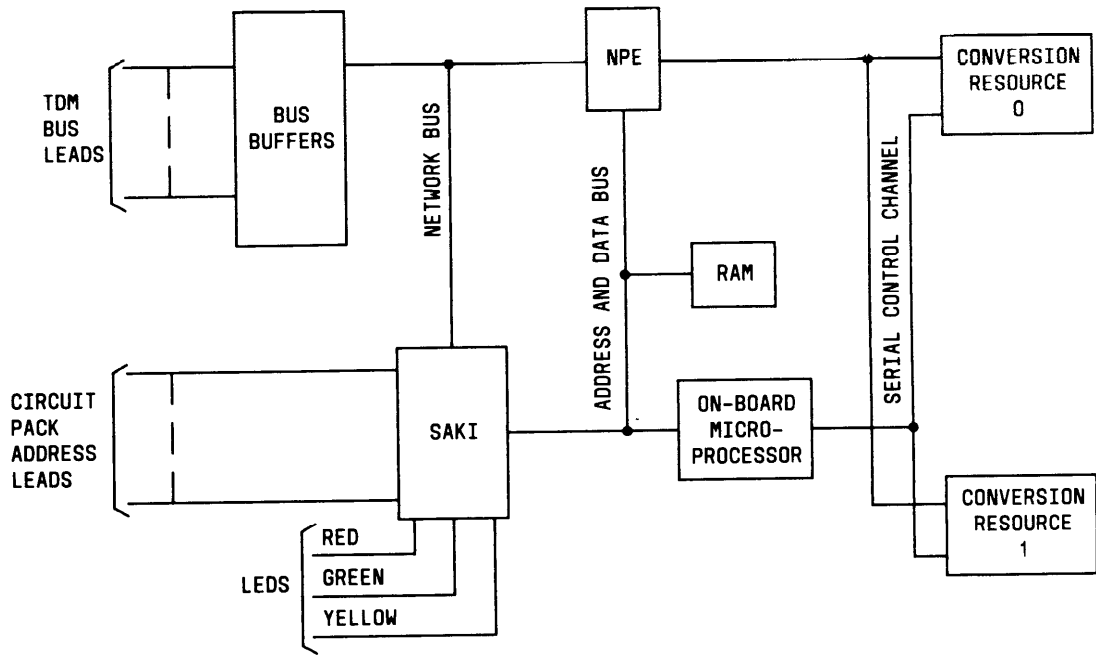 TDM
BUS
LEADS
BUS
BUFFERS
NETWORK BUS
NPE
ADDRESS AND DATA BUS
RAM
CONVERSION
RESOURCE
0
SERIAL CONTROL CHANNEL
CIRCUIT
PACK
ADDRESS
LEADS
SAKI
ON-BOARD
MICRO-
PROCESSOR
CONVERSION
RESOURCE
1
LEDS
RED
GREEN
YELLOW